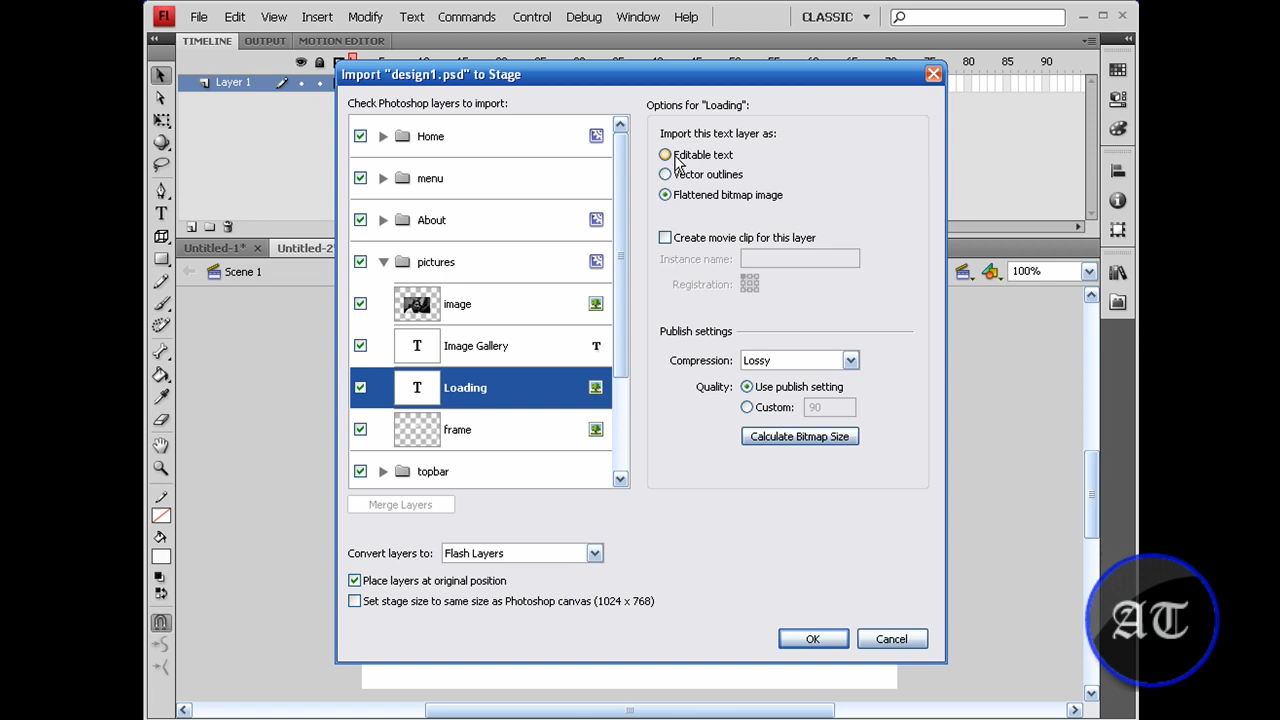 Fl File Edit View Insert Modify Text Commands Control Debug Window Help CLASSIC
TIMELINE OUTPUT MOTION EDITOR
80 85 90
Layer 1
Import "design1.psd" to Stage
Check Photoshop layers to import:
Home
menu
About
pictures
image
T Image Gallery T
T Loading
frame
topbar
Merge Layers
Convert layers to: Flash Layers
Place layers at original position
Set stage size to same size as Photoshop canvas (1024 x 768)
Options for "Loading":
Import this text layer as:
Editable text
Vector outlines
Flattened bitmap image
Create movie clip for this layer
Instance name:
Registration:
Publish settings
Compression: Lossy
Quality: Use publish setting
Custom: 90
Calculate Bitmap Size
OK Cancel
Untitled-1* Untitled-2
Scene 1
100%
AT